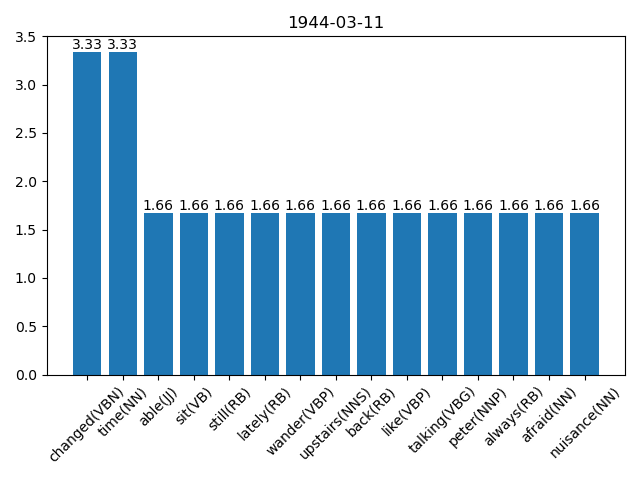 1944-03-11
3.5
3.0
2.5
2.0
1.5
1.0
0.5
0.0
3.33 3.33
1.66 1.66 1.66 1.66 1.66 1.66 1.66 1.66 1.66 1.66 1.66 1.66 1.66
changed(VBN)
time(NN)
able(JJ)
sit(VB)
still(RB)
lately(RB)
wander(VBP)
upstairs(NNS)
back(RB)
like(VBP)
talking(VBG)
peter(NNP)
always(RB)
afraid(NN)
nuisance(NN)